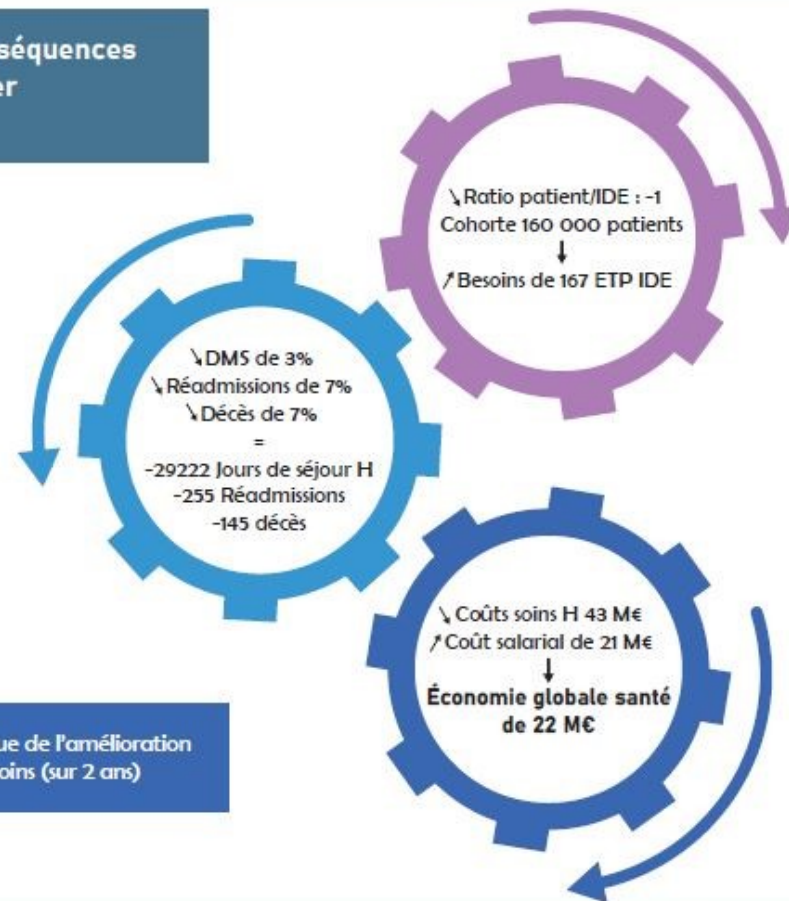 séquences
er
↘Ratio patient/IDE : -1
Cohorte 160 000 patients
↓
↗Besoins de 167 ETP IDE
↘DMS de 3%
↘Réadmissions de 7%
↘Décès de 7%
=
-29222 Jours de séjour H
-255 Réadmissions
-145 décès
↘ Coûts soins H 43 M€
↗Coût salarial de 21 M€
↓
Économie globale santé
de 22 M€
ue de l'amélioration
oins (sur 2 ans)